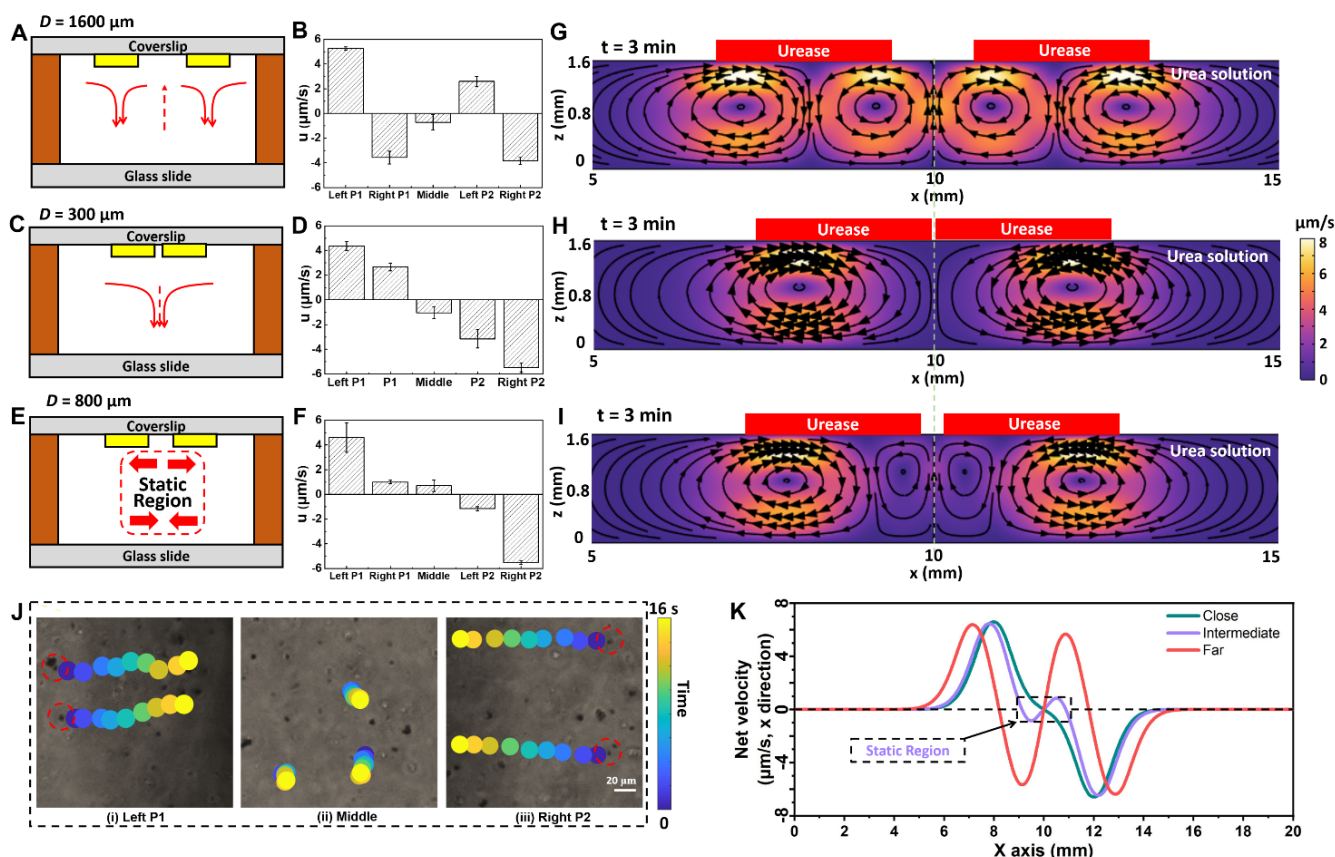 D = 1600 μm
A
Coverslip
Glass slide
B
u (μm/s)
6
4
2
0
-2
-4
-6
Left P1 Right P1 Middle Left P2 Right P2
G
t = 3 min
Urease Urease
Urea solution
z (mm)
1.6
0.8
0
5 10 15
x (mm)
D = 300 μm
C
Coverslip
Glass slide
D
u (μm/s)
6
4
2
0
-2
-4
-6
Left P1 P1 Middle P2 Right P2
H
t = 3 min
Urease Urease
Urea solution
z (mm)
1.6
0.8
0
5 10 15
x (mm)
μm/s
8
6
4
2
0
D = 800 μm
E
Coverslip
Static
Region
Glass slide
F
u (μm/s)
6
4
2
0
-2
-4
-6
Left P1 Right P1 Middle Left P2 Right P2
I
t = 3 min
Urease Urease
Urea solution
z (mm)
1.6
0.8
0
5 10 15
x (mm)
J
16 s
Time
0
20 μm
(i) Left P1 (ii) Middle (iii) Right P2
K
Net velocity
(μm/s, x direction)
8
4
0
-4
-8
Close
Intermediate
Far
Static Region
0 2 4 6 8 10 12 14 16 18 20
X axis (mm)